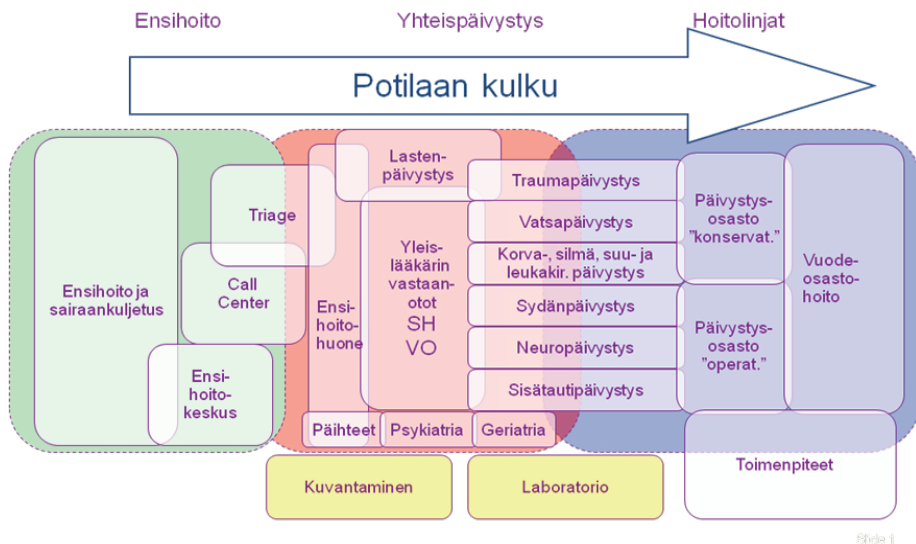 Ensihoito
Yhteispäivystys
Hoitolinjat
Potilaan kulku
Ensihoito ja
sairaankuljetus
Triage
Call
Center
Ensi-
hoito-
keskus
Ensi-
hoito-
huone
Lasten-
päivystys
Yleis-
lääkärin
vastaan-
otot
SH
VO
Päihteet
Psykiatria
Geriatria
Traumapäivystys
Vatsapäivystys
Korva-, silmä, suu- ja
leukakir. päivystys
Sydänpäivystys
Neuropäivystys
Sisätautipäivystys
Päivystys-
osasto
"konservat."
Päivystys-
osasto
"operat."
Vuode-
osasto-
hoito
Toimenpiteet
Kuvantaminen
Laboratorio
Slide 1